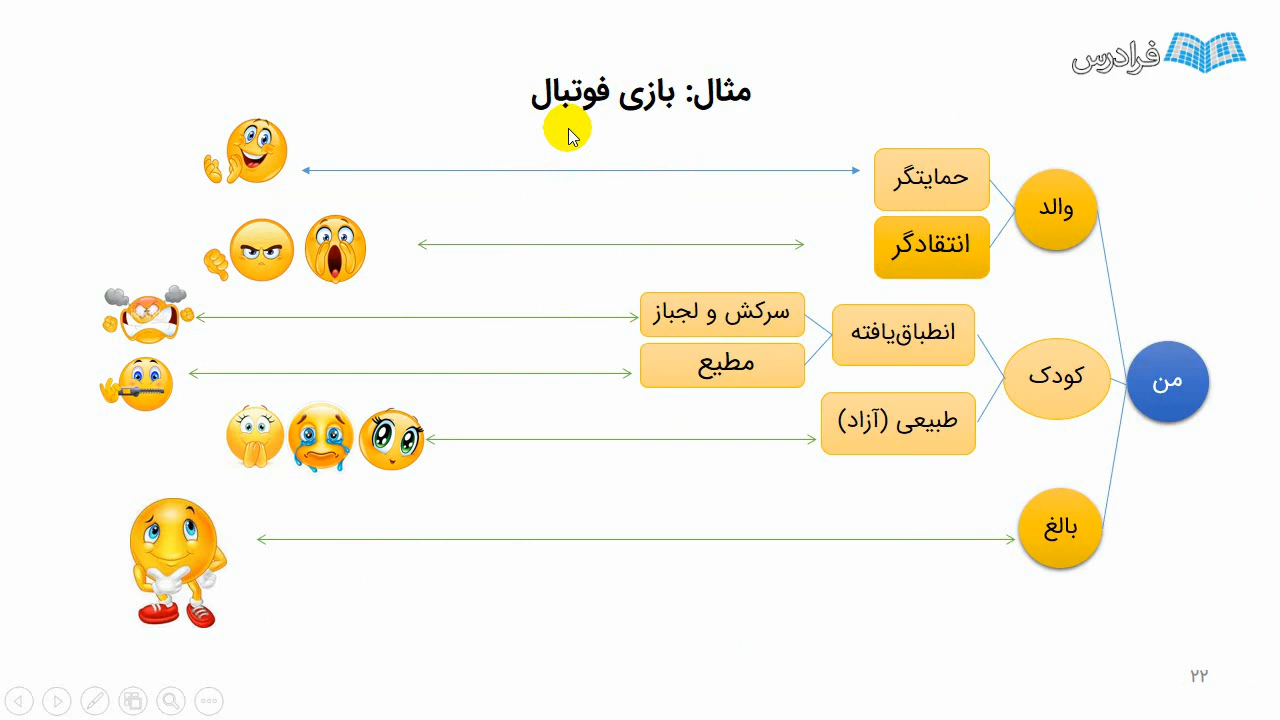 فرادرس
مثال: بازی فوتبال
حمایتگر
والد
انتقادگر
سرکش و لجباز
انطباق‌یافته
مطیع
کودک
من
طبیعی (آزاد)
بالغ
۲۲